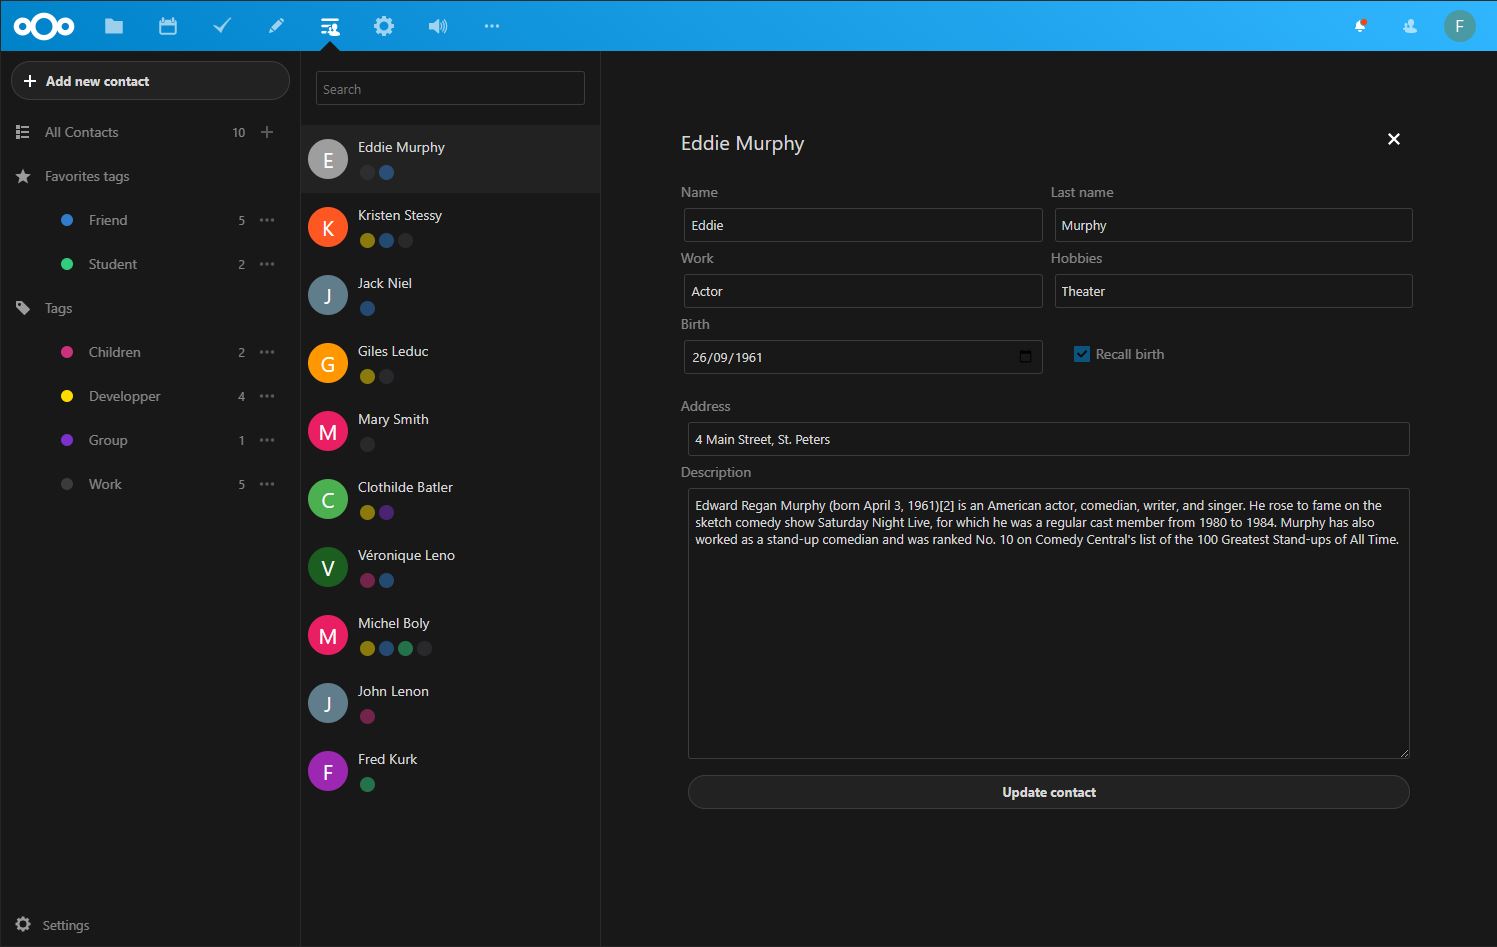 F
Add new contact
All Contacts 10
Favorites tags
Friend 5
Student 2
Tags
Children 2
Developper 4
Group 1
Work 5
Settings
Search
E
Eddie Murphy
K
Kristen Stessy
J
Jack Niel
G
Giles Leduc
M
Mary Smith
C
Clothilde Batler
V
Véronique Leno
M
Michel Boly
J
John Lenon
F
Fred Kurk
Eddie Murphy
Name Last name
Eddie Murphy
Work Hobbies
Actor Theater
Birth
26/09/1961 Recall birth
Address
4 Main Street, St. Peters
Description
Edward Regan Murphy (born April 3, 1961)[2] is an American actor, comedian, writer, and singer. He rose to fame on the
sketch comedy show Saturday Night Live, for which he was a regular cast member from 1980 to 1984. Murphy has also
worked as a stand-up comedian and was ranked No. 10 on Comedy Central's list of the 100 Greatest Stand-ups of All Time.
Update contact